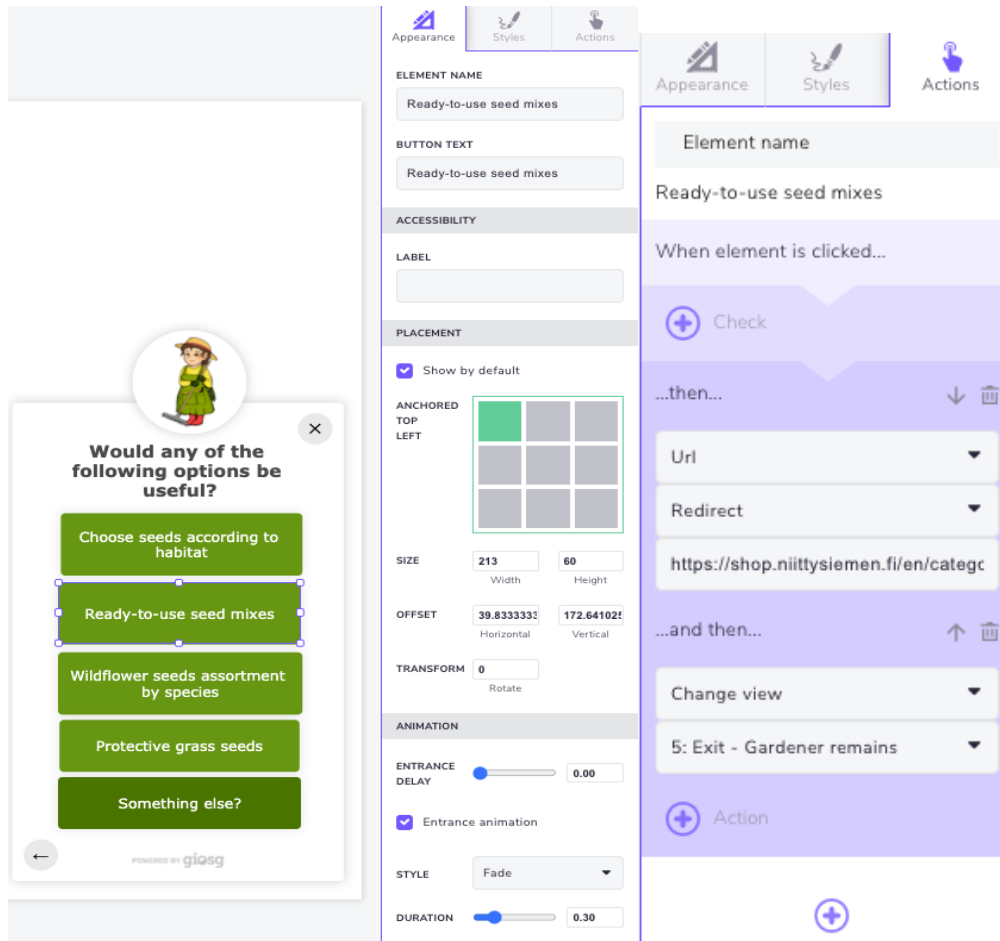 Would any of the
following options be
useful?
Choose seeds according to
habitat
Ready-to-use seed mixes
Wildflower seeds assortment
by species
Protective grass seeds
Something else?
POWERED BY giosg
Appearance
Styles
Actions
ELEMENT NAME
Ready-to-use seed mixes
BUTTON TEXT
Ready-to-use seed mixes
ACCESSIBILITY
LABEL
PLACEMENT
Show by default
ANCHORED
TOP
LEFT
SIZE
213
60
Width
Height
OFFSET
39.8333333
172.641025
Horizontal
Vertical
TRANSFORM
0
Rotate
ANIMATION
ENTRANCE
DELAY
0.00
Entrance animation
STYLE
Fade
DURATION
0.30
Appearance
Styles
Actions
Element name
Ready-to-use seed mixes
When element is clicked...
Check
...then...
Url
Redirect
https://shop.niittysiemen.fi/en/catego
...and then...
Change view
5: Exit - Gardener remains
Action